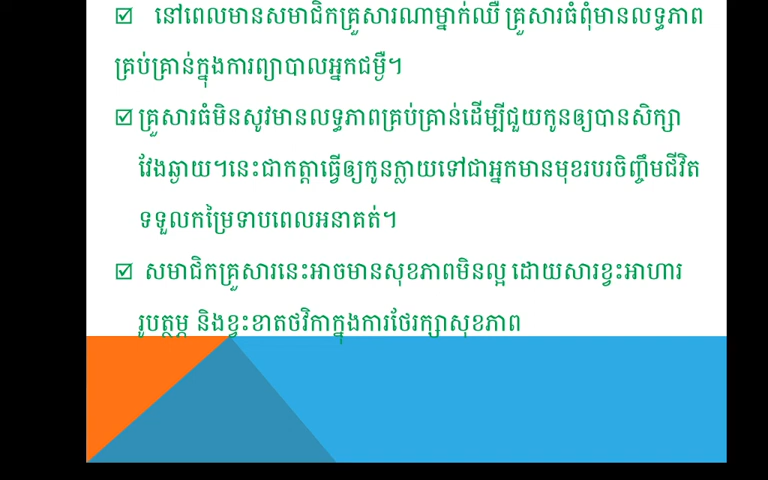 ☑ នៅពេលមានសមាជិកគ្រួសារណាម្នាក់ឈឺ គ្រួសារធំពុំមានលទ្ធភាព
គ្រប់គ្រាន់ក្នុងការព្យាបាលអ្នកជម្ងឺ។
☑ គ្រួសារធំមិនសូវមានលទ្ធភាពគ្រប់គ្រាន់ដើម្បីជួយកូនឲ្យបានសិក្សា
វែងឆ្ងាយ។នេះជាកត្តាធ្វើឲ្យកូនក្លាយទៅជាអ្នកមានមុខរបរចិញ្ចឹមជីវិត
ទទួលកម្រៃទាបពេលអនាគត់។
☑ សមាជិកគ្រួសារនេះអាចមានសុខភាពមិនល្អ ដោយសារខ្វះអាហារ
រូបត្ថម្ភ និងខ្វះខាតថវិកាក្នុងការថែរក្សាសុខភាព